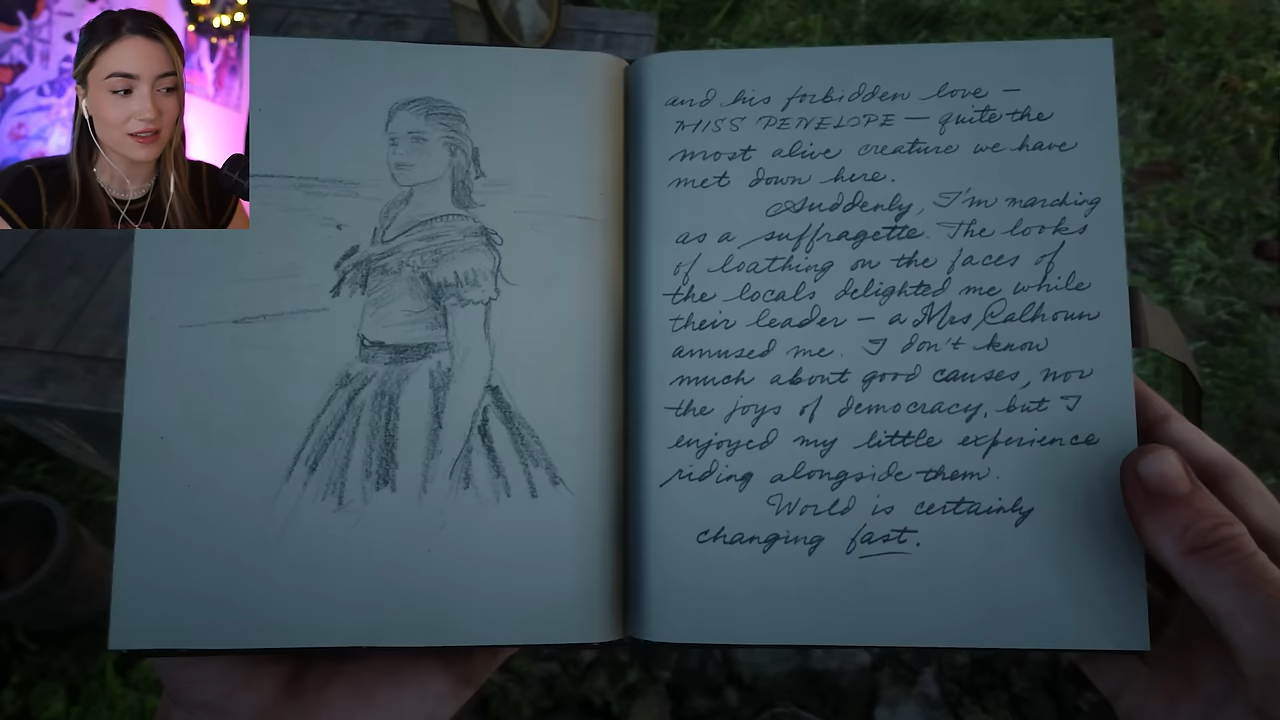 and his forbidden love —
MISS PENELOPE — quite the
most alive creature we have
met down here.
Suddenly, I'm marching
as a suffragette. The looks
of loathing on the faces of
the locals delighted me while
their leader — a Mrs Calhoun
amused me. I don't know
much about good causes, nor
the joys of democracy, but I
enjoyed my little experience
riding alongside them.
World is certainly
changing fast.